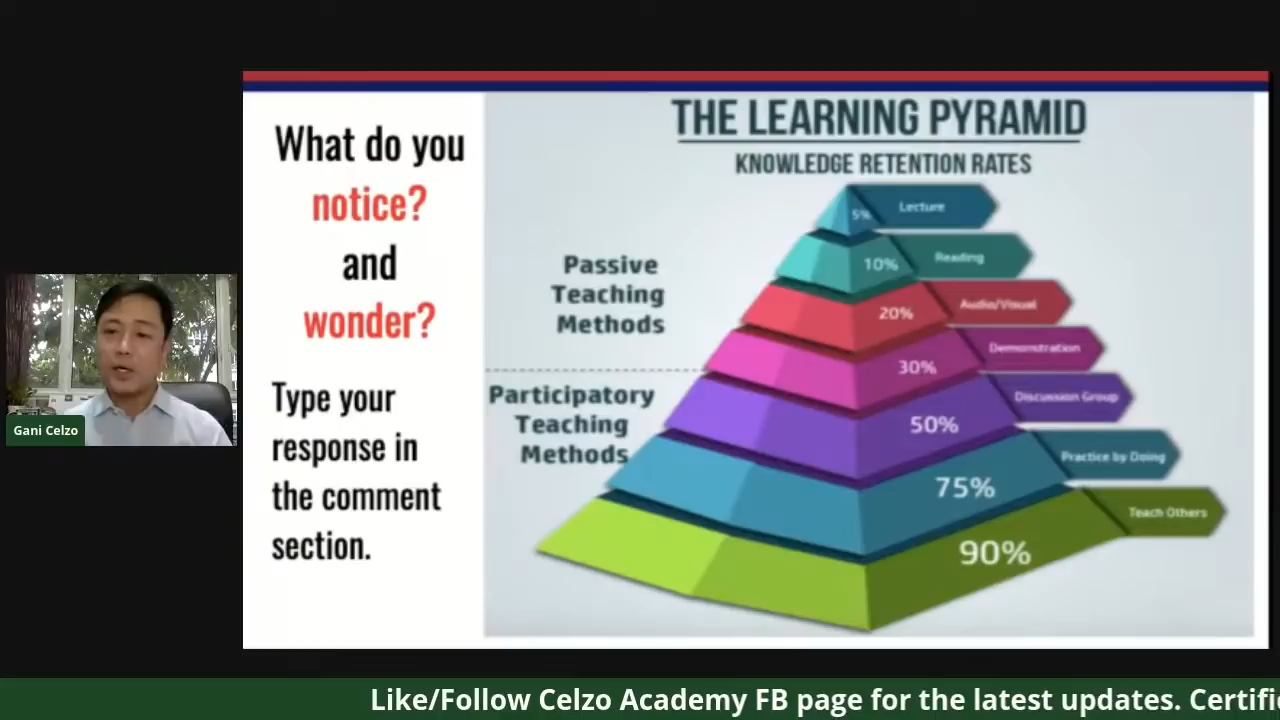 What do you
notice?
and
wonder?
Type your
response in
the comment
section.
THE LEARNING PYRAMID
KNOWLEDGE RETENTION RATES
Passive
Teaching
Methods
Participatory
Teaching
Methods
5% Lecture
10% Reading
20% Audio/Visual
30% Demonstration
50% Discussion Group
75% Practice by Doing
90% Teach Others
Gani Celzo
Like/Follow Celzo Academy FB page for the latest updates. Certifi